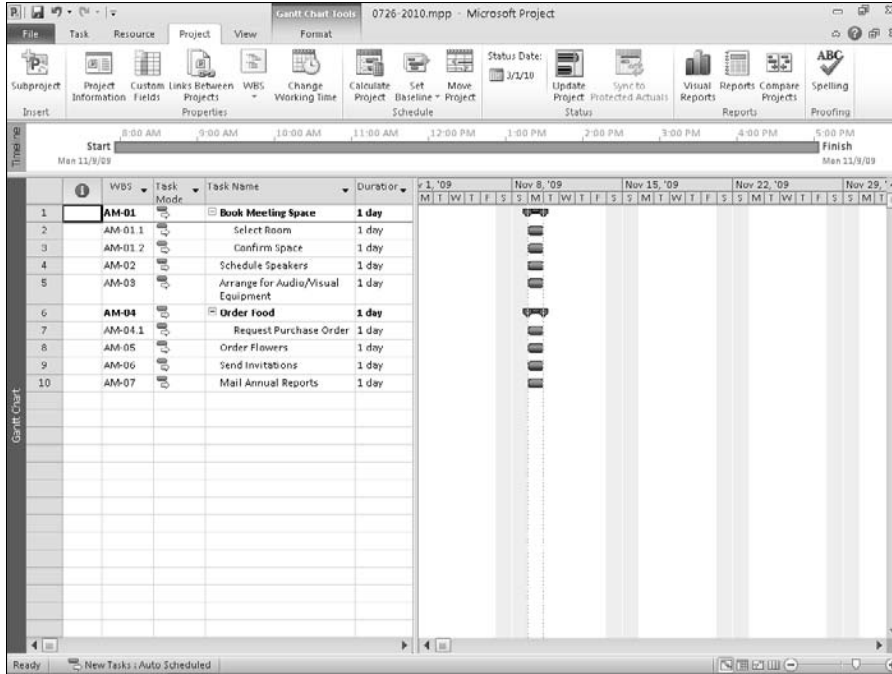 Gantt Chart Tools 0726-2010.mpp - Microsoft Project
File Task Resource Project View Format
Subproject Project Information Custom Fields Links Between Projects WBS Change Working Time Calculate Project Set Baseline Move Project Status Date: 3/1/10 Update Project Sync to Protected Actuals Visual Reports Reports Compare Projects ABC Spelling
Insert Properties Schedule Status Reports Proofing
Timeline
8:00 AM 9:00 AM 10:00 AM 11:00 AM 12:00 PM 1:00 PM 2:00 PM 3:00 PM 4:00 PM 5:00 PM
Start Finish
Mon 11/9/09 Mon 11/9/09
WBS Task Mode Task Name Duration v 1, '09 Nov 8, '09 Nov 15, '09 Nov 22, '09 Nov 29, '
M T W T F S S M T W T F S S M T W T F S S M T W T F S S M T
1 AM-01 Book Meeting Space 1 day
2 AM-01.1 Select Room 1 day
3 AM-01.2 Confirm Space 1 day
4 AM-02 Schedule Speakers 1 day
5 AM-03 Arrange for Audio/Visual Equipment 1 day
6 AM-04 Order Food 1 day
7 AM-04.1 Request Purchase Order 1 day
8 AM-05 Order Flowers 1 day
9 AM-06 Send Invitations 1 day
10 AM-07 Mail Annual Reports 1 day
Gantt Chart
Ready New Tasks : Auto Scheduled